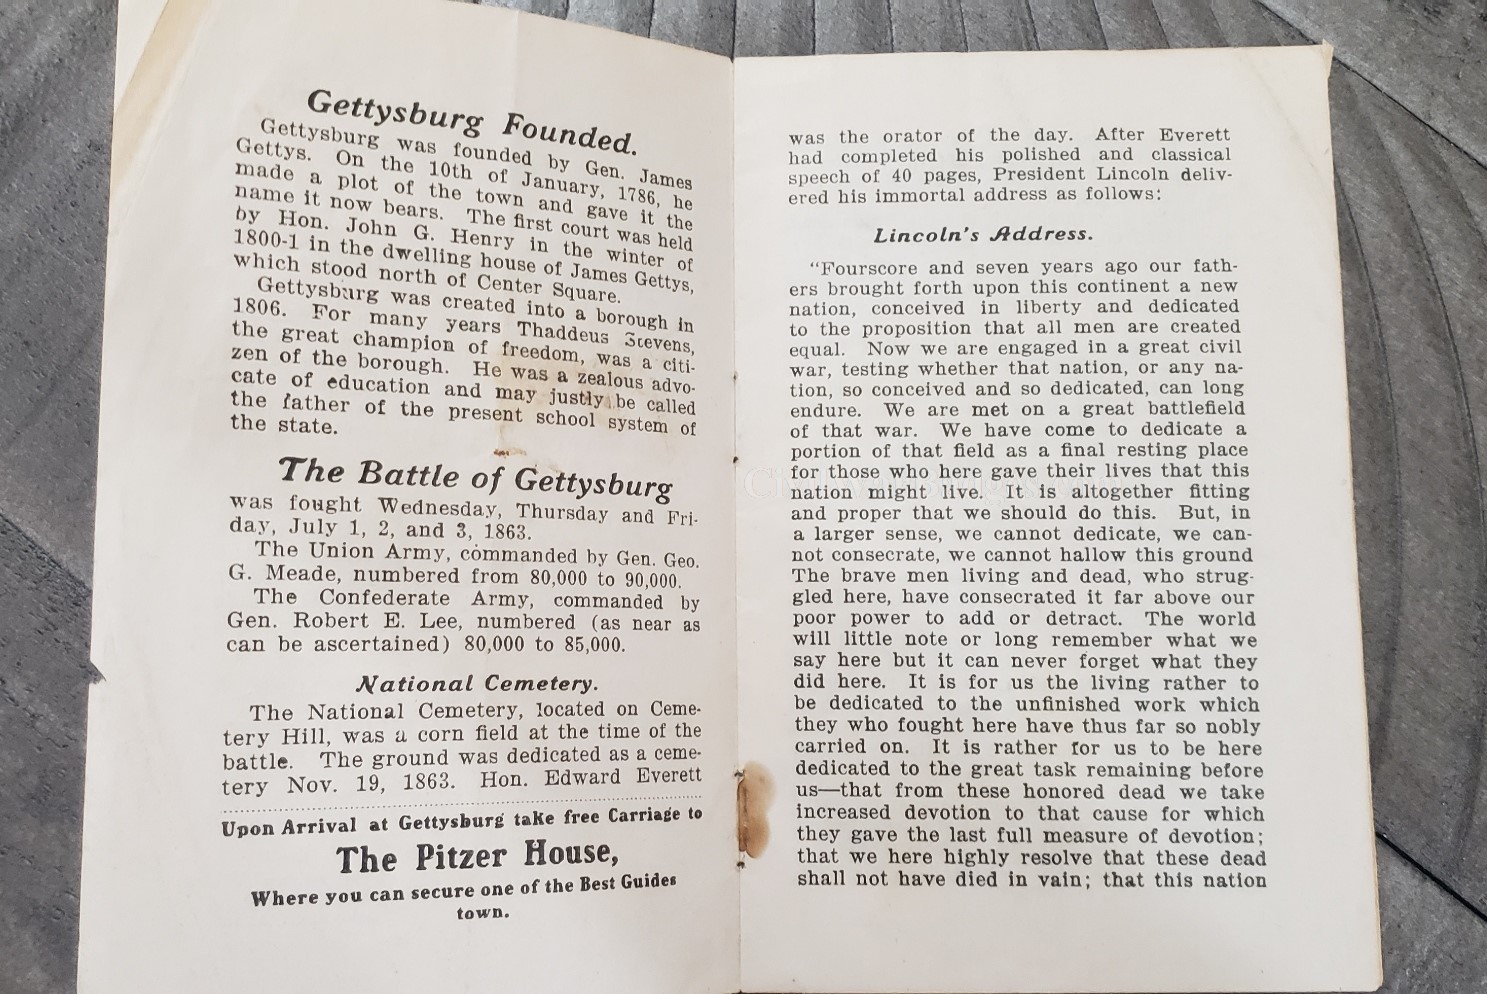 Gettysburg Founded.
Gettysburg was founded by Gen. James
Gettys. On the 10th of January, 1786, he
made a plot of the town and gave it the
name it now bears. The first court was held
by Hon. John G. Henry in the winter of
1800-1 in the dwelling house of James Gettys,
which stood north of Center Square.
Gettysburg was created into a borough in
1806. For many years Thaddeus Stevens,
the great champion of freedom, was a citi-
zen of the borough. He was a zealous advo-
cate of education and may justly be called
the father of the present school system of
the state.
The Battle of Gettysburg
was fought Wednesday, Thursday and Fri-
day, July 1, 2, and 3, 1863.
The Union Army, commanded by Gen. Geo.
G. Meade, numbered from 80,000 to 90,000.
The Confederate Army, commanded by
Gen. Robert E. Lee, numbered (as near as
can be ascertained) 80,000 to 85,000.
National Cemetery.
The National Cemetery, located on Ceme-
tery Hill, was a corn field at the time of the
battle. The ground was dedicated as a ceme-
tery Nov. 19, 1863. Hon. Edward Everett
Upon Arrival at Gettysburg take free Carriage to
The Pitzer House,
Where you can secure one of the Best Guides
town.
was the orator of the day. After Everett
had completed his polished and classical
speech of 40 pages, President Lincoln deliv-
ered his immortal address as follows:
Lincoln's Address.
"Fourscore and seven years ago our fath-
ers brought forth upon this continent a new
nation, conceived in liberty and dedicated
to the proposition that all men are created
equal. Now we are engaged in a great civil
war, testing whether that nation, or any na-
tion, so conceived and so dedicated, can long
endure. We are met on a great battlefield
of that war. We have come to dedicate a
portion of that field as a final resting place
for those who here gave their lives that this
nation might live. It is altogether fitting
and proper that we should do this. But, in
a larger sense, we cannot dedicate, we can-
not consecrate, we cannot hallow this ground
The brave men living and dead, who strug-
gled here, have consecrated it far above our
poor power to add or detract. The world
will little note or long remember what we
say here but it can never forget what they
did here. It is for us the living rather to
be dedicated to the unfinished work which
they who fought here have thus far so nobly
carried on. It is rather for us to be here
dedicated to the great task remaining before
us—that from these honored dead we take
increased devotion to that cause for which
they gave the last full measure of devotion;
that we here highly resolve that these dead
shall not have died in vain; that this nation